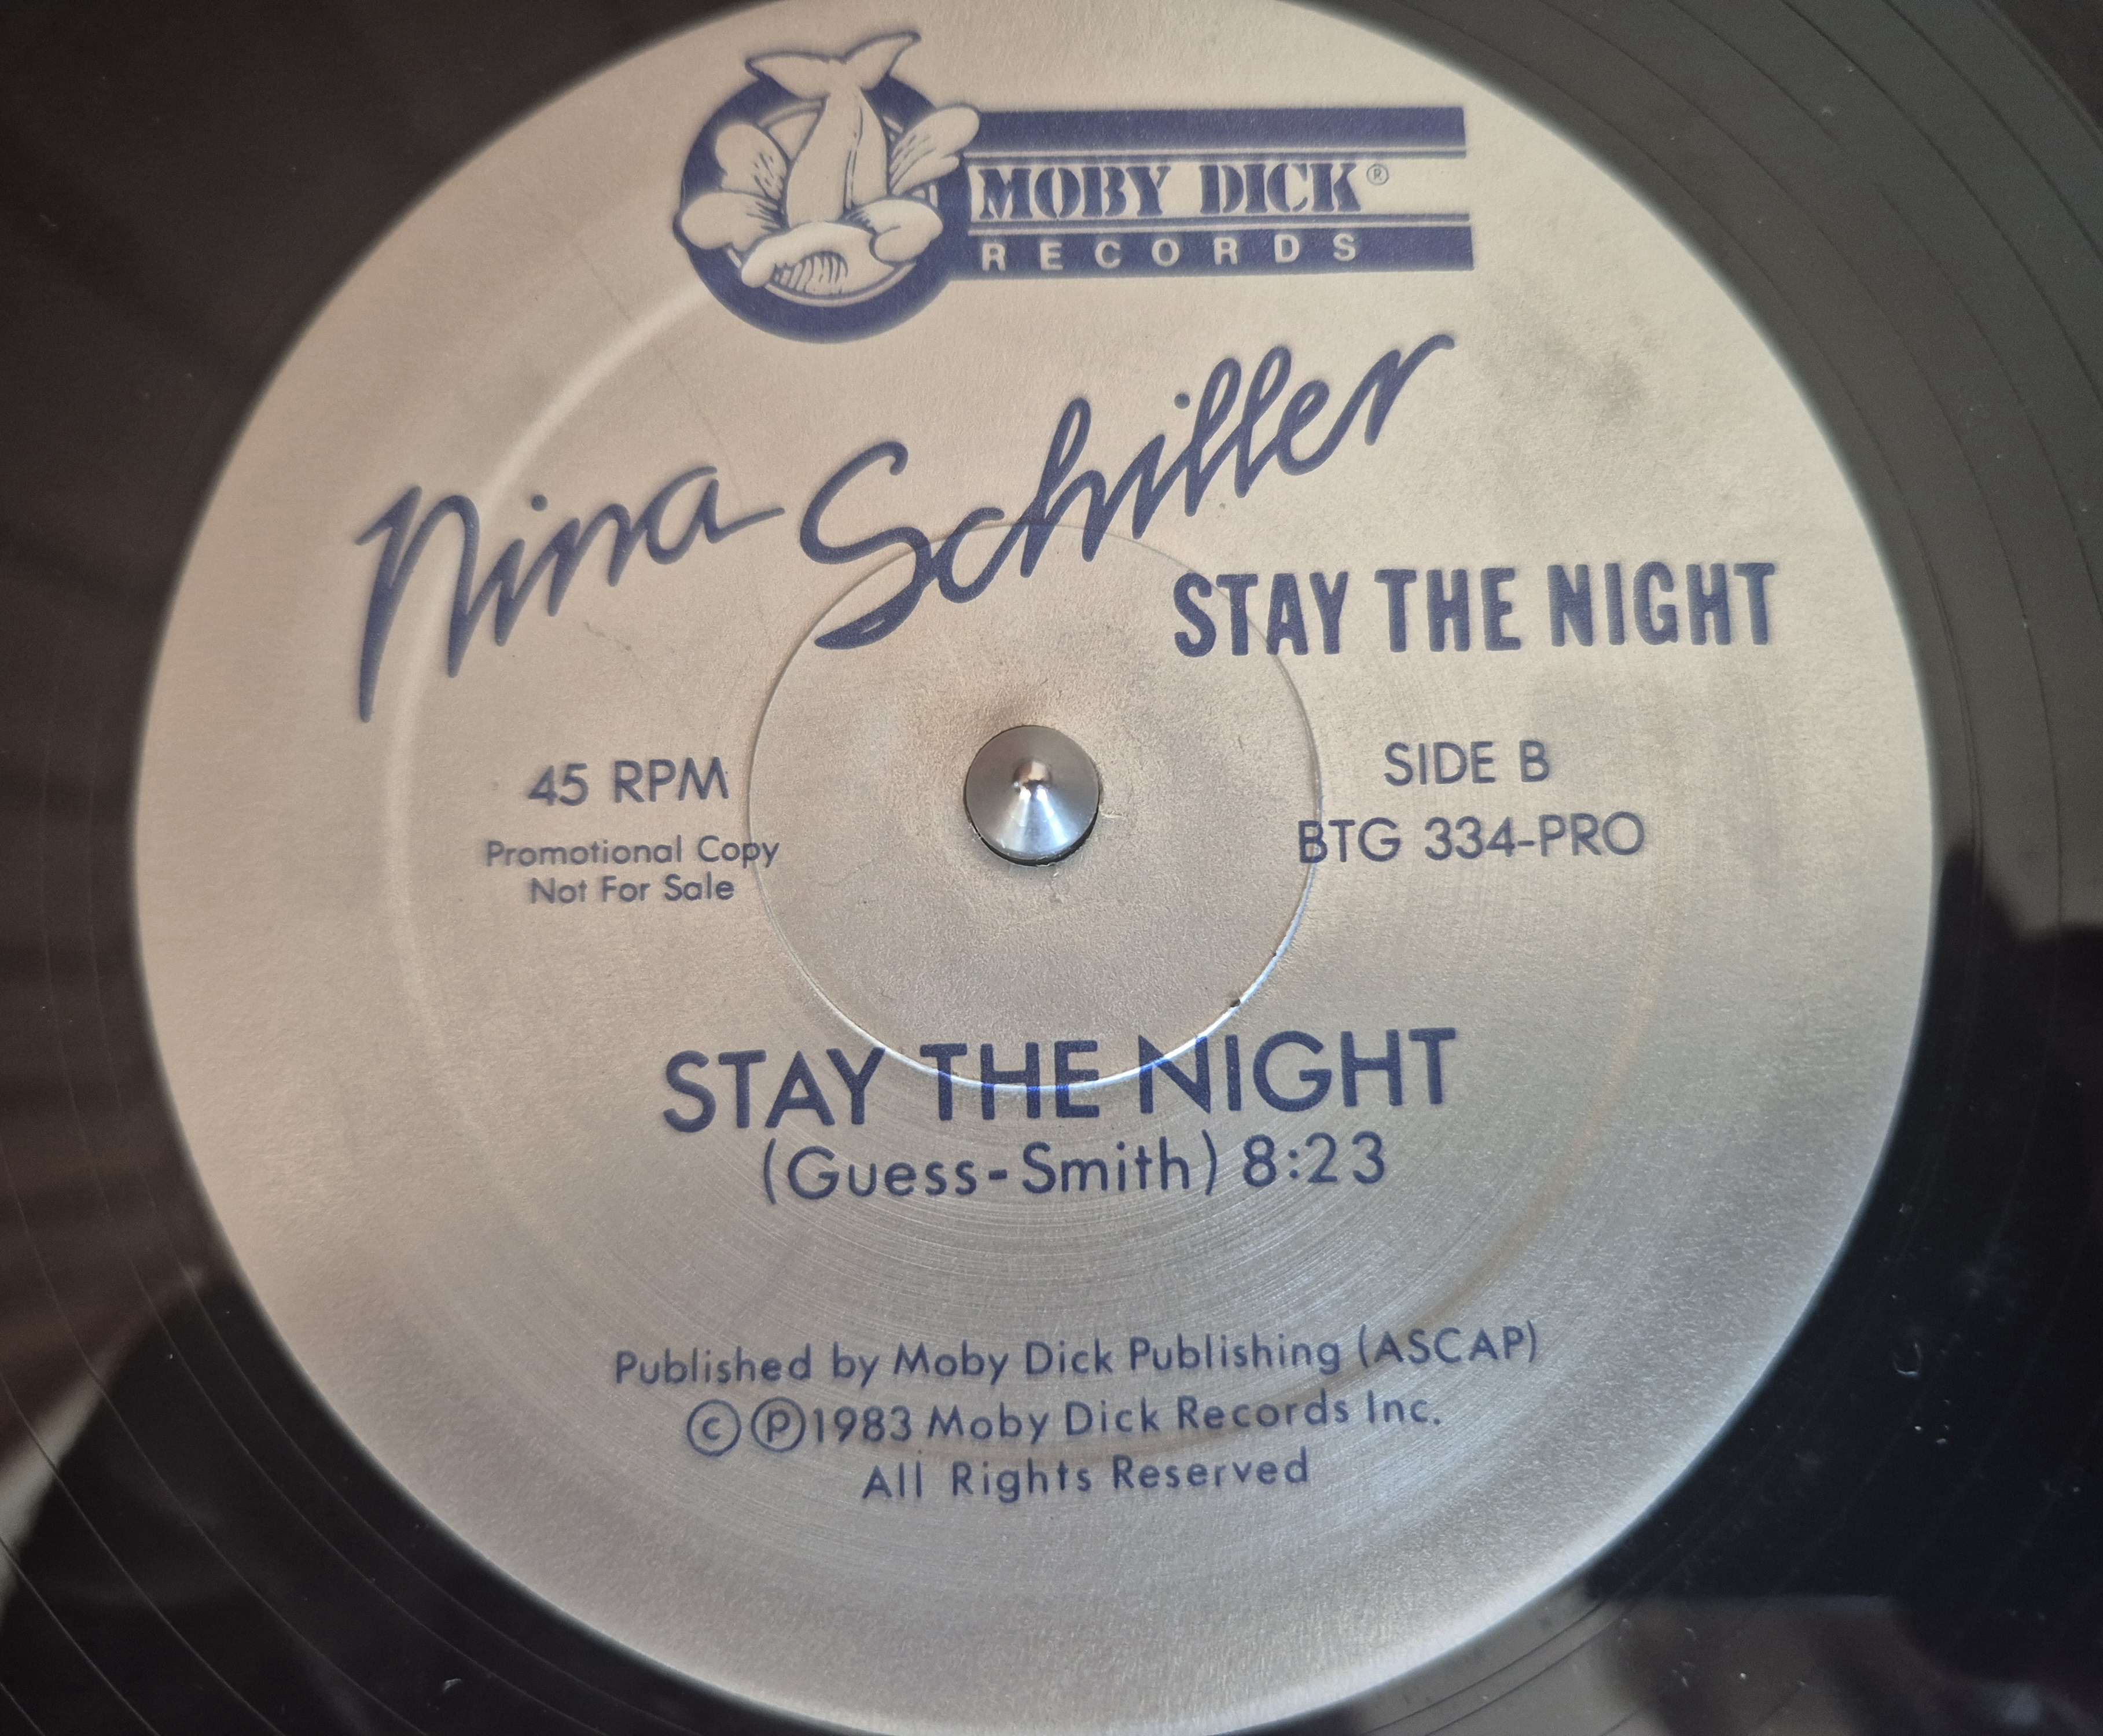 MOBY DICK®
RECORDS
Nina Schiller
STAY THE NIGHT
45 RPM
Promotional Copy
Not For Sale
SIDE B
BTG 334-PRO
STAY THE NIGHT
(Guess-Smith) 8:23
Published by Moby Dick Publishing (ASCAP)
©℗1983 Moby Dick Records Inc.
All Rights Reserved